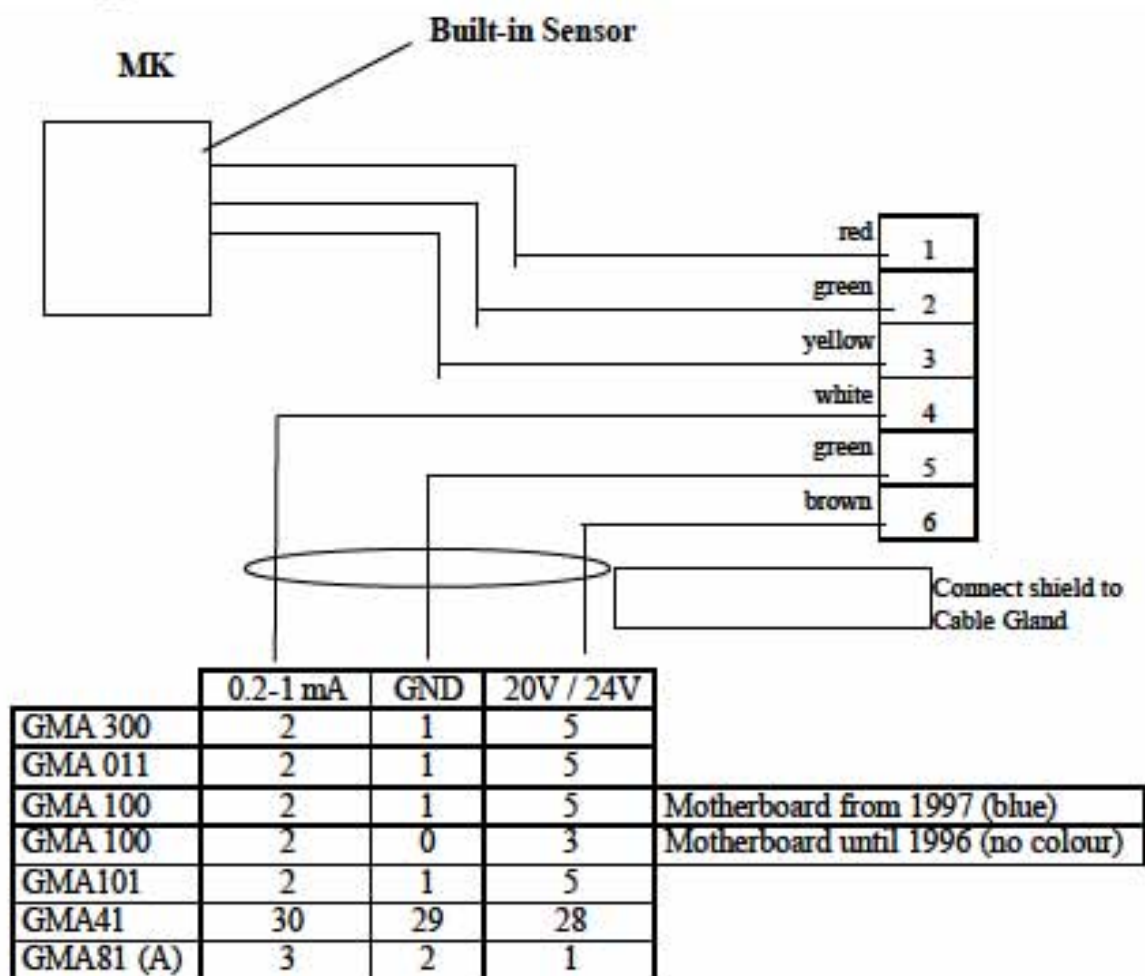 Built-in Sensor
MK
red 1
green 2
yellow 3
white 4
green 5
brown 6
Connect shield to
Cable Gland
0.2-1 mA GND 20V / 24V
GMA 300 2 1 5
GMA 011 2 1 5
GMA 100 2 1 5 Motherboard from 1997 (blue)
GMA 100 2 0 3 Motherboard until 1996 (no colour)
GMA101 2 1 5
GMA41 30 29 28
GMA81 (A) 3 2 1